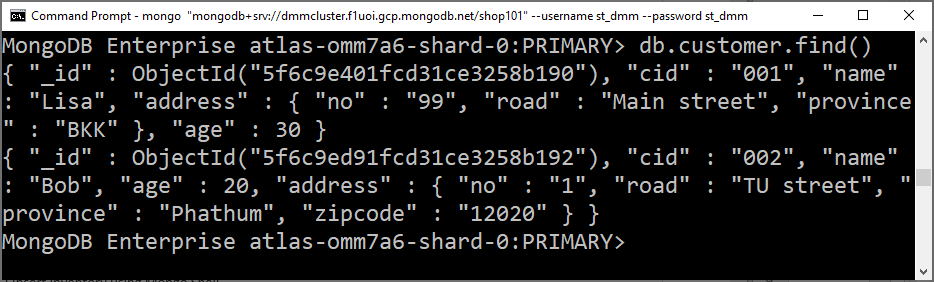 Command Prompt - mongo "mongodb+srv://dmmcluster.f1uoi.gcp.mongodb.net/shop101" --username st_dmm --password st_dmm
MongoDB Enterprise atlas-omm7a6-shard-0:PRIMARY> db.customer.find()
{ "_id" : ObjectId("5f6c9e401fcd31ce3258b190"), "cid" : "001", "name"
: "Lisa", "address" : { "no" : "99", "road" : "Main street", "province
" : "BKK" }, "age" : 30 }
{ "_id" : ObjectId("5f6c9ed91fcd31ce3258b192"), "cid" : "002", "name"
: "Bob", "age" : 20, "address" : { "no" : "1", "road" : "TU street", "
province" : "Phathum", "zipcode" : "12020" } }
MongoDB Enterprise atlas-omm7a6-shard-0:PRIMARY>